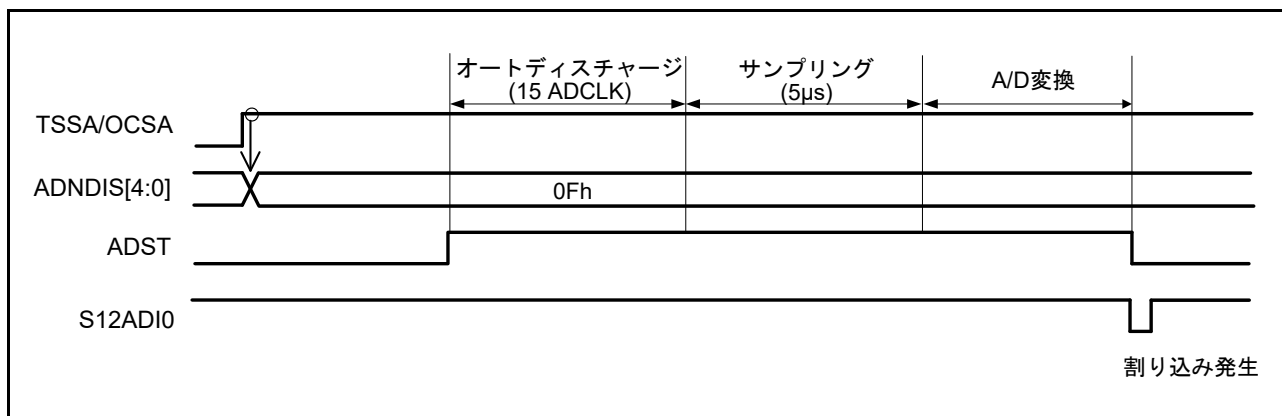 オートディスチャージ
(15 ADCLK)
サンプリング
(5µs)
A/D変換
TSSA/OCSA
ADNDIS[4:0]
0Fh
ADST
S12ADI0
割り込み発生